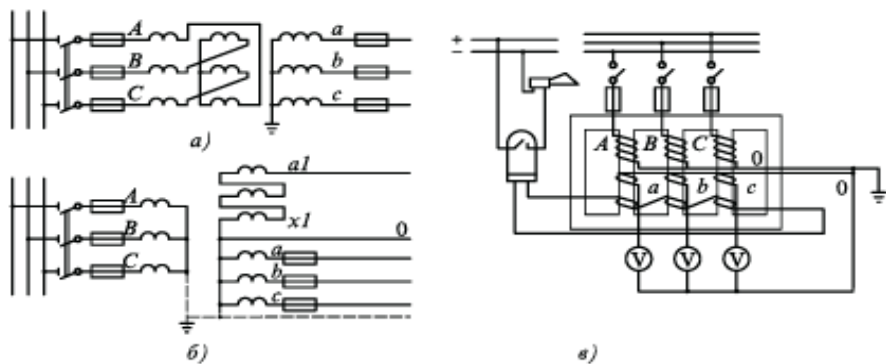 A a
B b
C c
а)
a1
x1
0
A
B
C
a
b
c
б)
+
−
A B C
0
0
a b c
V V V
в)